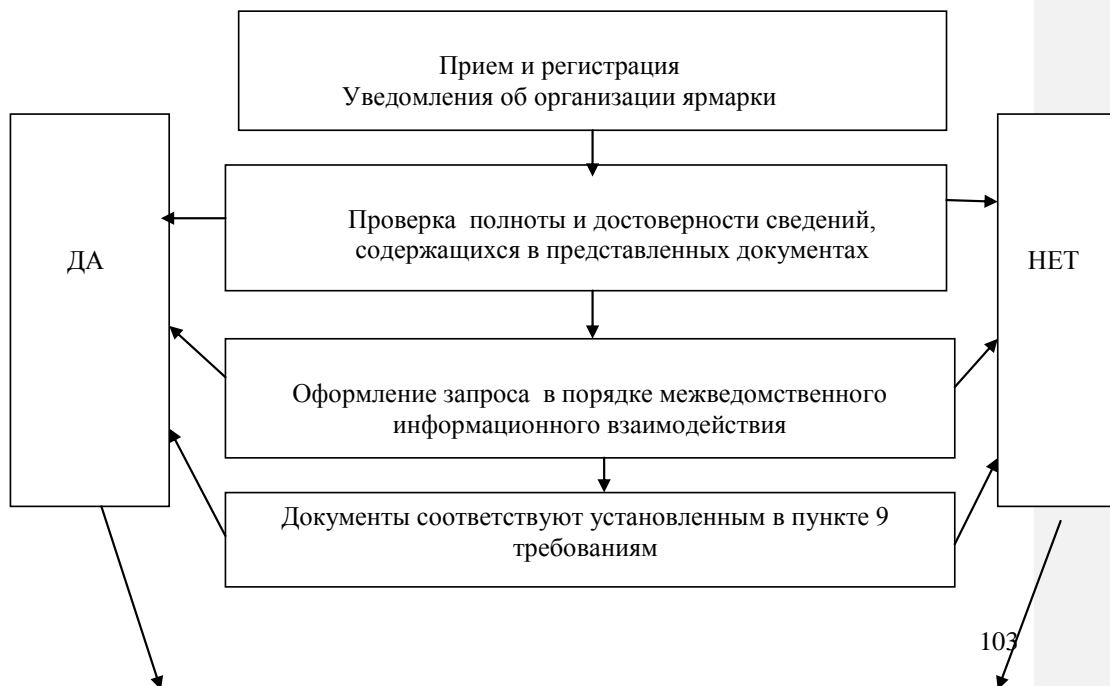 Прием и регистрация
Уведомления об организации ярмарки
Проверка полноты и достоверности сведений,
содержащихся в представленных документах
ДА
НЕТ
Оформление запроса в порядке межведомственного
информационного взаимодействия
Документы соответствуют установленным в пункте 9
требованиям
103